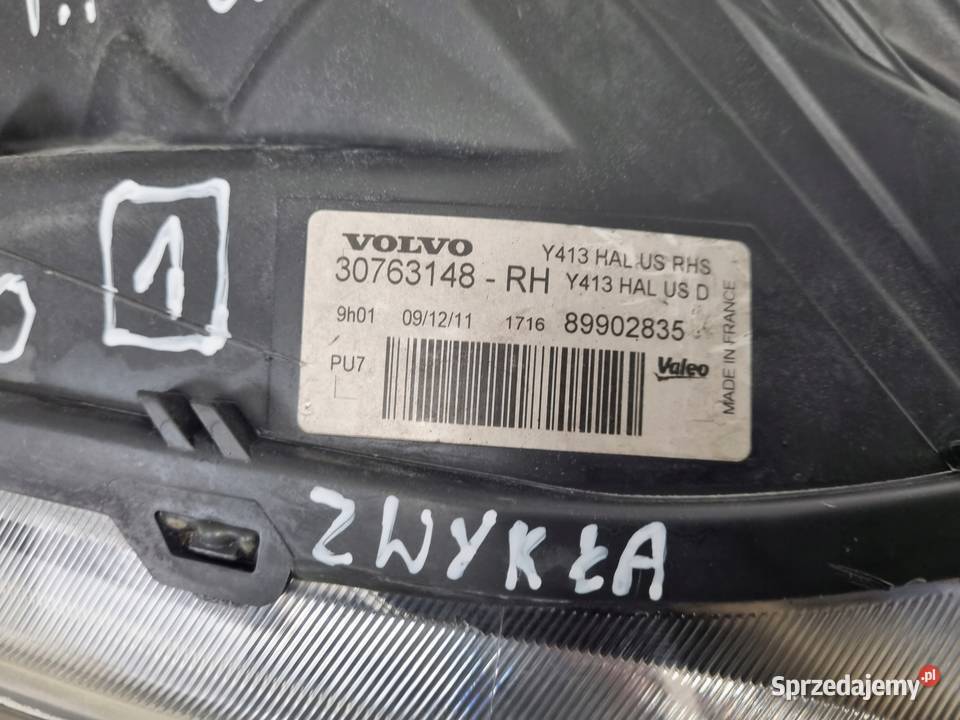 1
VOLVO
30763148 - RH
Y413 HAL US RHS
Y413 HAL US D
9h01 09/12/11 1716 89902835
PU7
Valeo
MADE IN FRANCE
ZWYKŁA
Sprzedajemy.pl